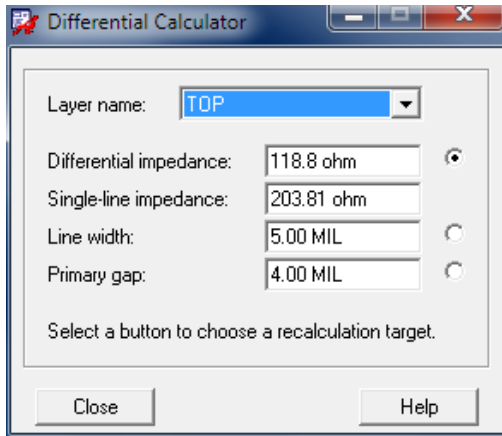 Differential Calculator
Layer name: TOP
Differential impedance: 118.8 ohm
Single-line impedance: 203.81 ohm
Line width: 5.00 MIL
Primary gap: 4.00 MIL
Select a button to choose a recalculation target.
Close Help